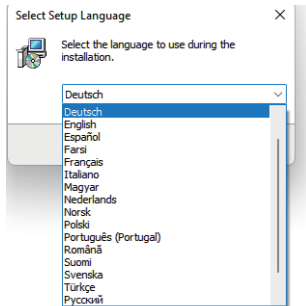 Select Setup Language
Select the language to use during the
installation.
Deutsch
Deutsch
English
Español
Farsi
Français
Italiano
Magyar
Nederlands
Norsk
Polski
Português (Portugal)
Română
Suomi
Svenska
Türkçe
Русский